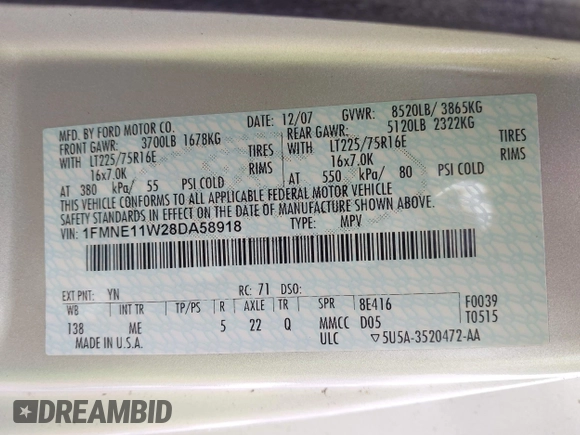 MFD. BY FORD MOTOR CO.
DATE: 12/07 GVWR: 8520LB/ 3865KG
FRONT GAWR: 3700LB 1678KG
REAR GAWR: 5120LB 2322KG
WITH LT225/75R16E TIRES WITH LT225/75R16E TIRES
16x7.0K RIMS 16x7.0K RIMS
AT 380 kPa/ 55 PSI COLD AT 550 kPa/ 80 PSI COLD
THIS VEHICLE CONFORMS TO ALL APPLICABLE FEDERAL MOTOR VEHICLE
SAFETY STANDARDS IN EFFECT ON THE DATE OF MANUFACTURE SHOWN ABOVE.
VIN: 1FMNE11W28DA58918 TYPE: MPV
EXT PNT: YN RC: 71 DSO:
WB INT TR TP/PS R AXLE TR SPR 8E416 F0039
138 ME 5 22 Q MMCC D05 T0515
MADE IN U.S.A. ULC ▽5U5A-3520472-AA
DREAMBID